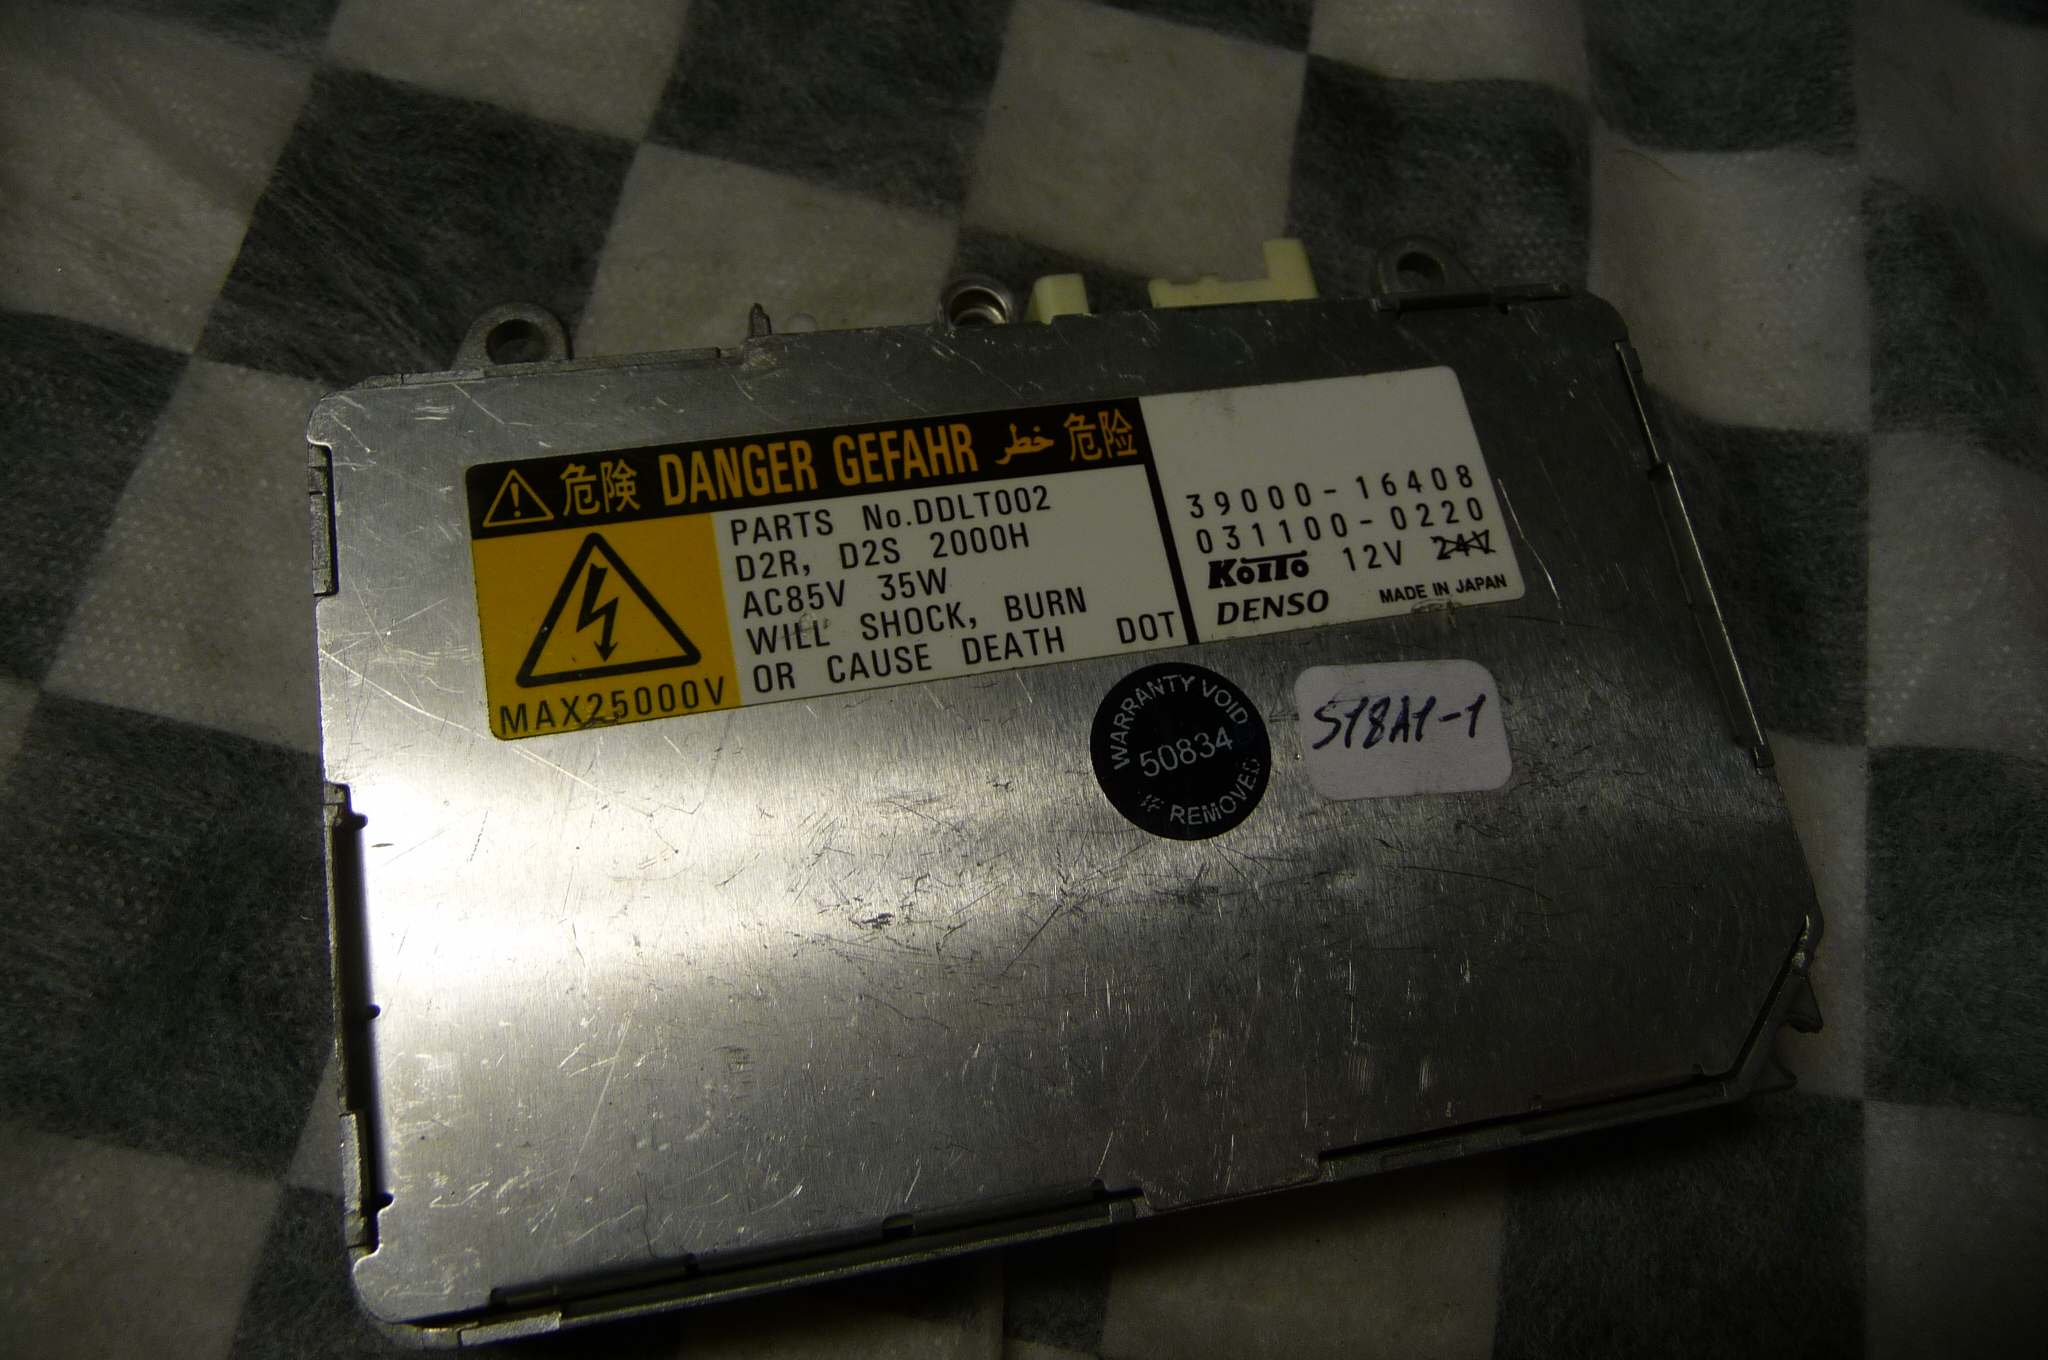 危険 DANGER GEFAHR خطر 危险
MAX25000V
PARTS No.DDLT002
D2R, D2S 2000H
AC85V 35W
WILL SHOCK, BURN
OR CAUSE DEATH DOT
39000-16408
031100-0220
KOITO 12V 24V
DENSO MADE IN JAPAN
WARRANTY VOID
50834
IF REMOVED
S18A1-1